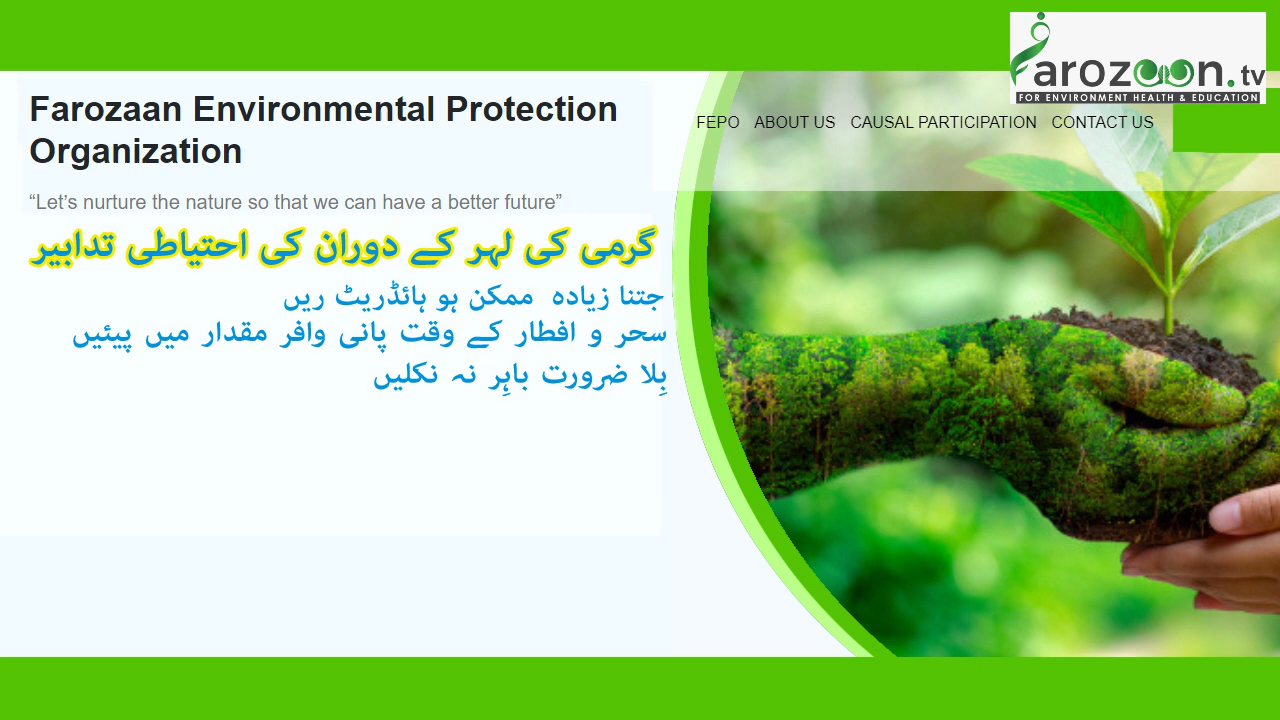 Farozaan.tv
FOR ENVIRONMENT HEALTH & EDUCATION
Farozaan Environmental Protection
Organization
FEPO ABOUT US CAUSAL PARTICIPATION CONTACT US
“Let’s nurture the nature so that we can have a better future”
گرمی کی لہر کے دوران کی احتیاطی تدابیر
جتنا زیادہ ممکن ہو ہائڈریٹ ریں
سحر و افطار کے وقت پانی وافر مقدار میں پیئیں
بِلا ضرورت باہِر نہ نکلیں